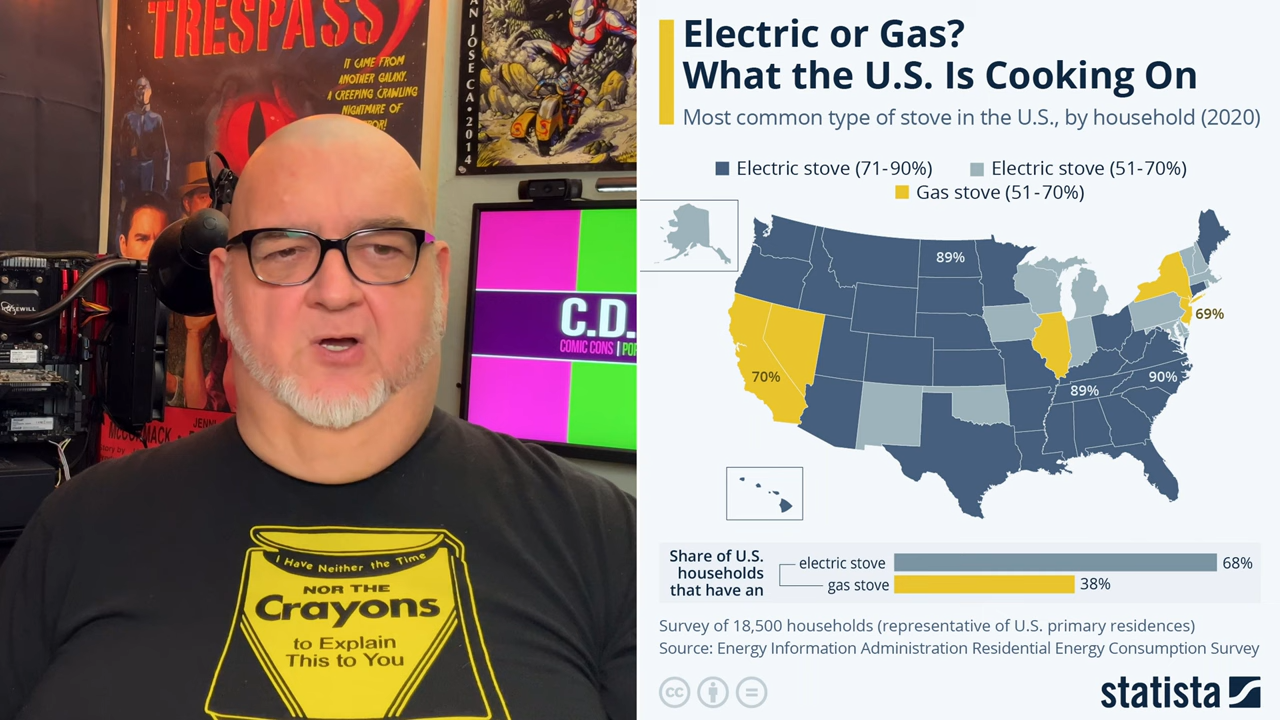 TRESPASS
IT CAME FROM
ANOTHER GALAXY,
A CREEPING CRAWLING
NIGHTMARE OF
SAN JOSE CA • 2014
C.D.
COMIC CONS
JENN
I Have Neither the Time
NOR THE
Crayons
to Explain
This to You
Electric or Gas?
What the U.S. Is Cooking On
Most common type of stove in the U.S., by household (2020)
Electric stove (71-90%)
Electric stove (51-70%)
Gas stove (51-70%)
89%
69%
70%
89%
90%
Share of U.S.
households
that have an
electric stove
68%
gas stove
38%
Survey of 18,500 households (representative of U.S. primary residences)
Source: Energy Information Administration Residential Energy Consumption Survey
cc
statista